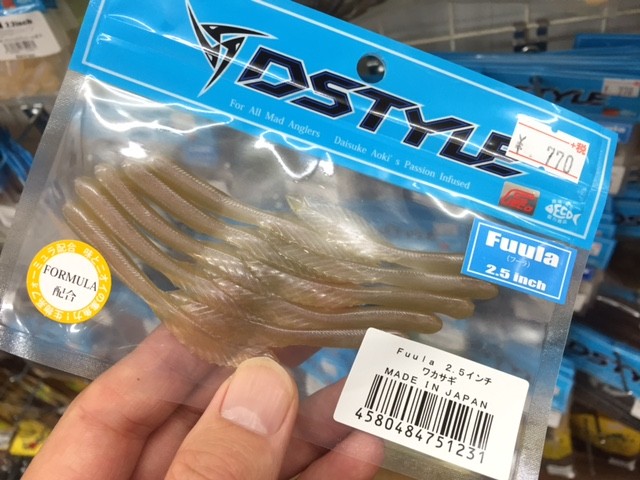 DSTYLE
For All Mad Anglers Daisuke Aoki's Passion Infused
+税
¥. 770
FECO
Fuula
(フーラ)
2.5 inch
FORMULA
配合
Fuula 2.5インチ
ワカサギ
MADE IN JAPAN
4580484751231